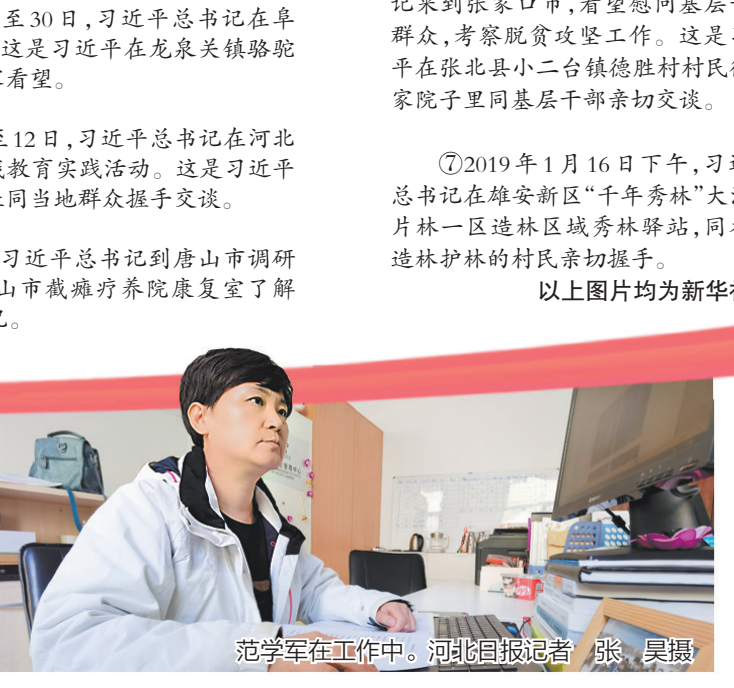 至30日,习近平总书记在阜
这是习近平在龙泉关镇骆驼
看望。
至12日,习近平总书记在河北
教育实践活动。这是习近平
同当地群众握手交谈。
习近平总书记到唐山市调研
山市截瘫疗养院康复室了解
记来到张家口市,看望慰问基层
群众,考察脱贫攻坚工作。这是
平在张北县小二台镇德胜村村民
家院子里同基层干部亲切交谈。
⑦2019年1月16日下午,习近
总书记在雄安新区“千年秀林”大
片林一区造林区域秀林驿站,同
造林护林的村民亲切握手。
以上图片均为新华
范学军在工作中。河北日报记者 张 昊摄